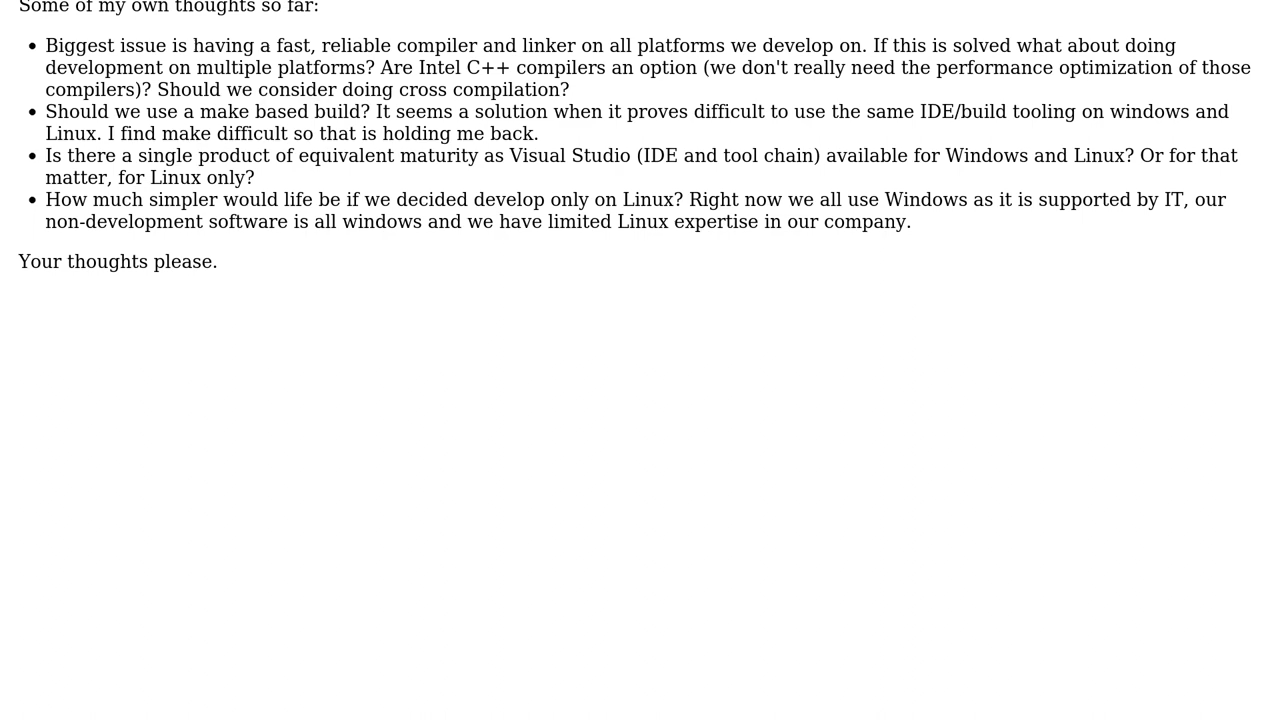 Some of my own thoughts so far:
• Biggest issue is having a fast, reliable compiler and linker on all platforms we develop on. If this is solved what about doing
development on multiple platforms? Are Intel C++ compilers an option (we don't really need the performance optimization of those
compilers)? Should we consider doing cross compilation?
• Should we use a make based build? It seems a solution when it proves difficult to use the same IDE/build tooling on windows and
Linux. I find make difficult so that is holding me back.
• Is there a single product of equivalent maturity as Visual Studio (IDE and tool chain) available for Windows and Linux? Or for that
matter, for Linux only?
• How much simpler would life be if we decided develop only on Linux? Right now we all use Windows as it is supported by IT, our
non-development software is all windows and we have limited Linux expertise in our company.
Your thoughts please.